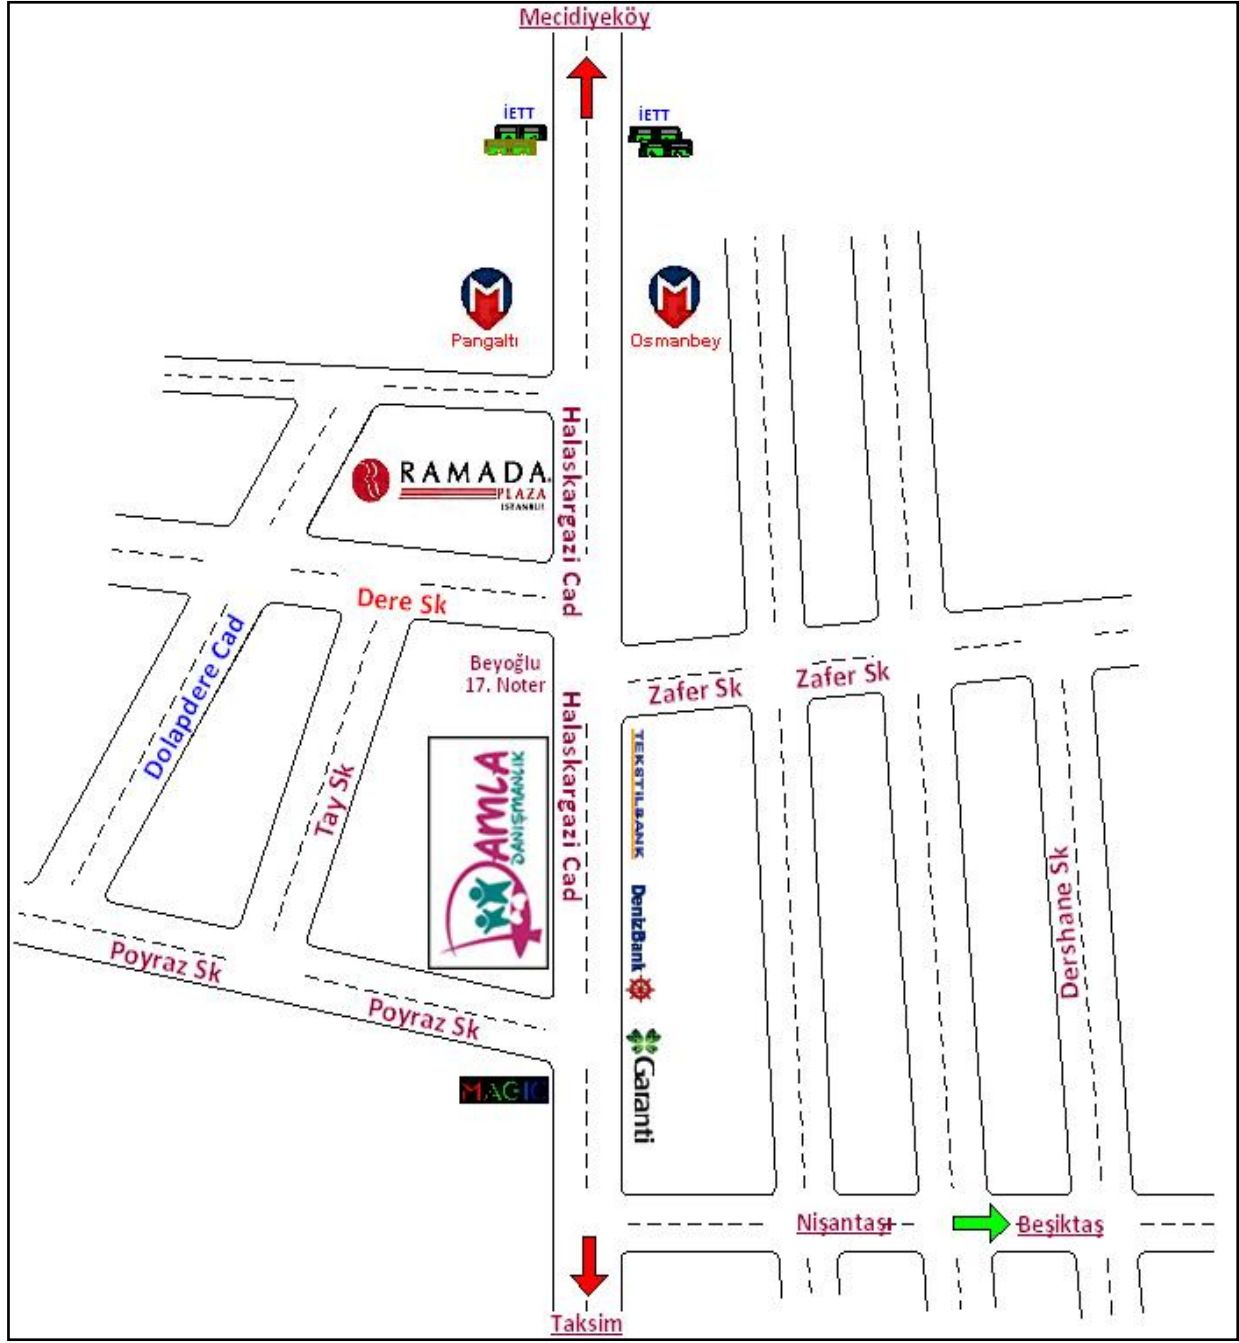 Mecidiyeköy
İETT
İETT
Pangaltı
Osmanbey
Halaskargazi Cad
RAMADA
PLAZA
ISTANBUL
Dere Sk
Dolapdere Cad
Beyoğlu
17. Noter
Zafer Sk
Zafer Sk
Halaskargazi Cad
TEKSTILBANK
DAMLA
DANIŞMANLIK
Tay Sk
DenizBank
Dershane Sk
Poyraz Sk
Poyraz Sk
Garanti
MAGIC
Nişantaşı
Beşiktaş
Taksim